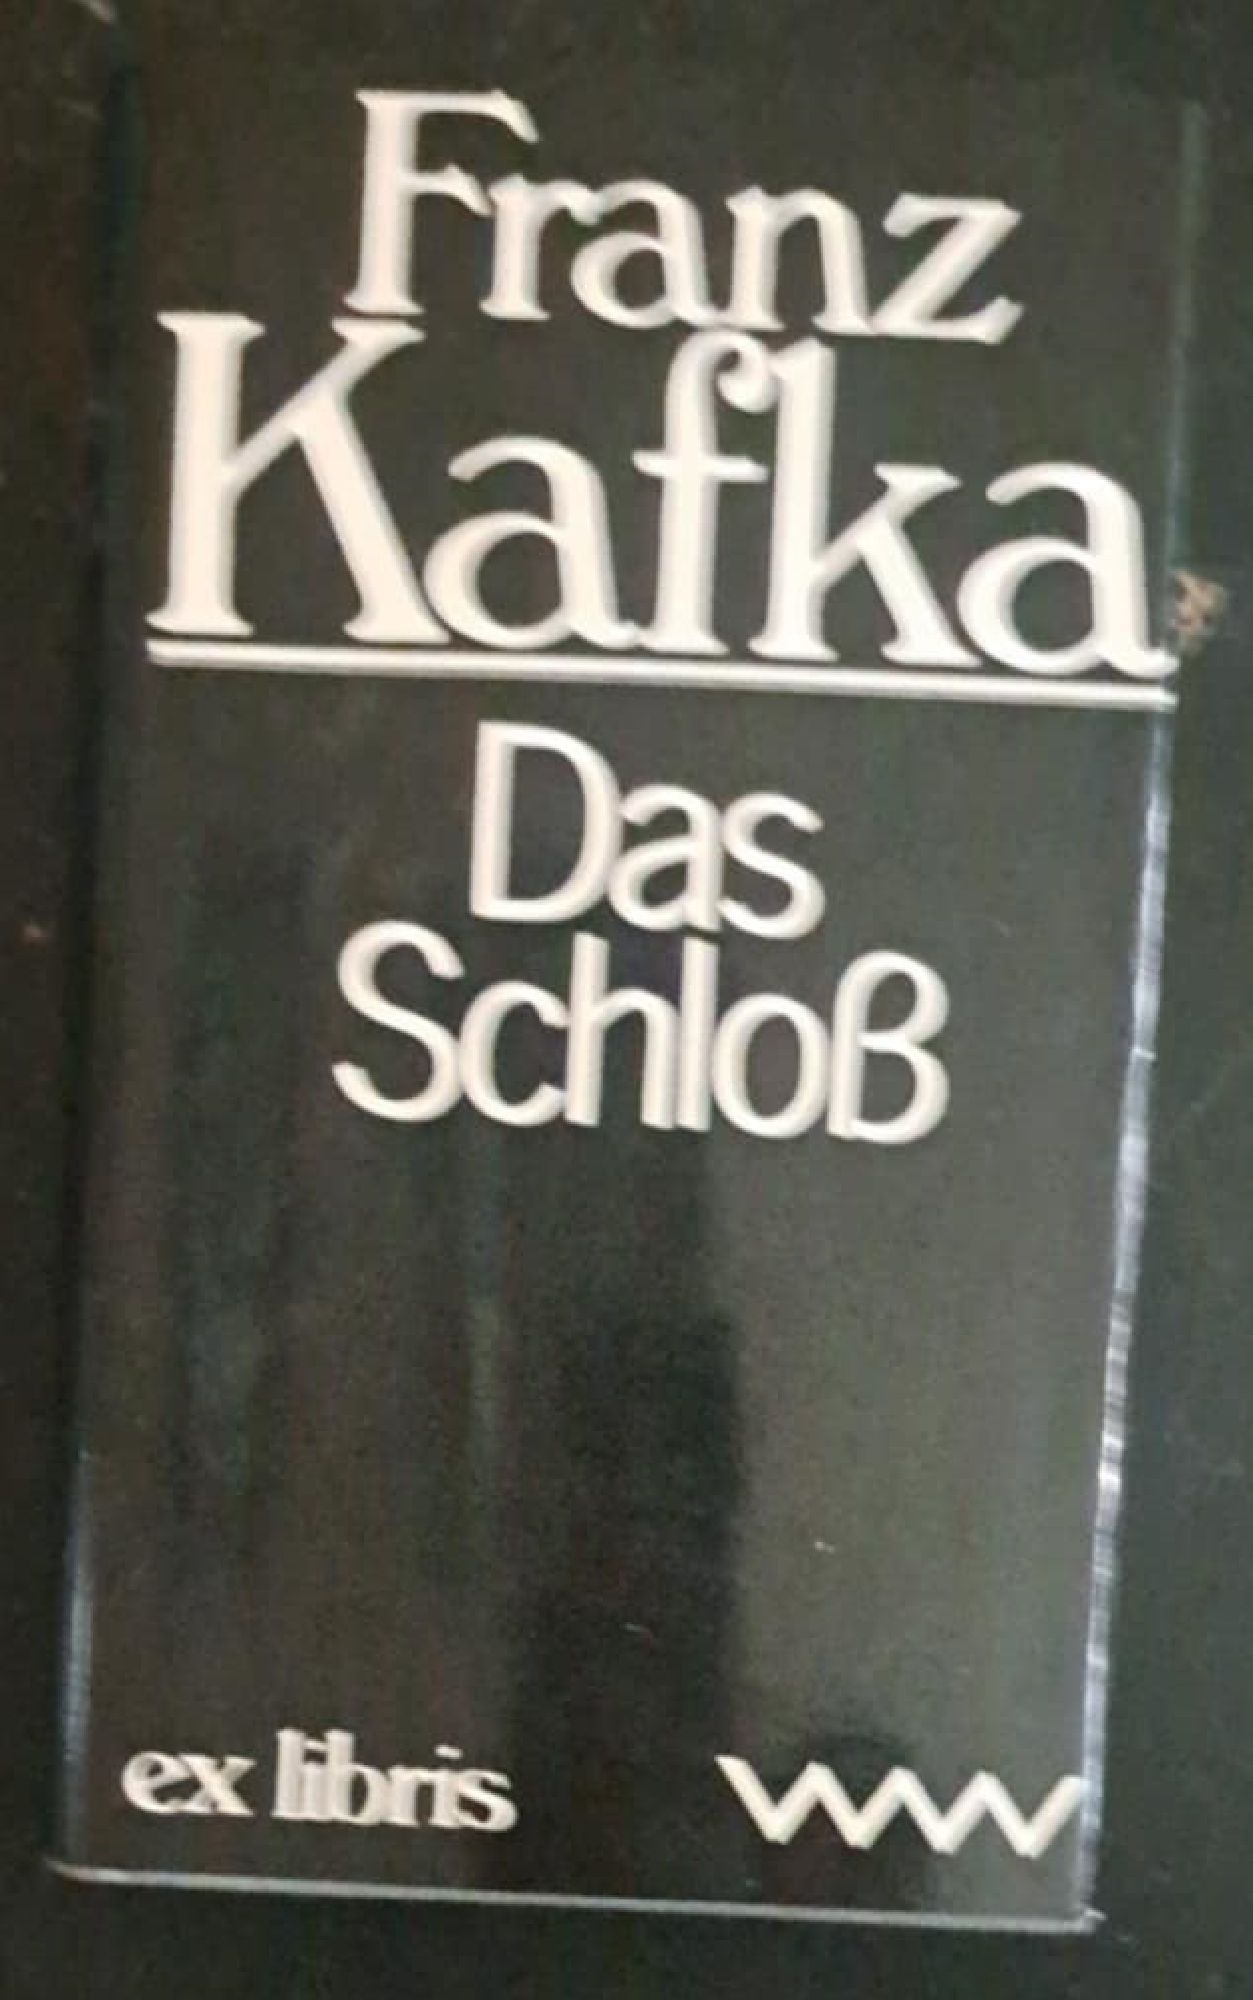 Franz
Kafka
Das
Schloß
ex libris